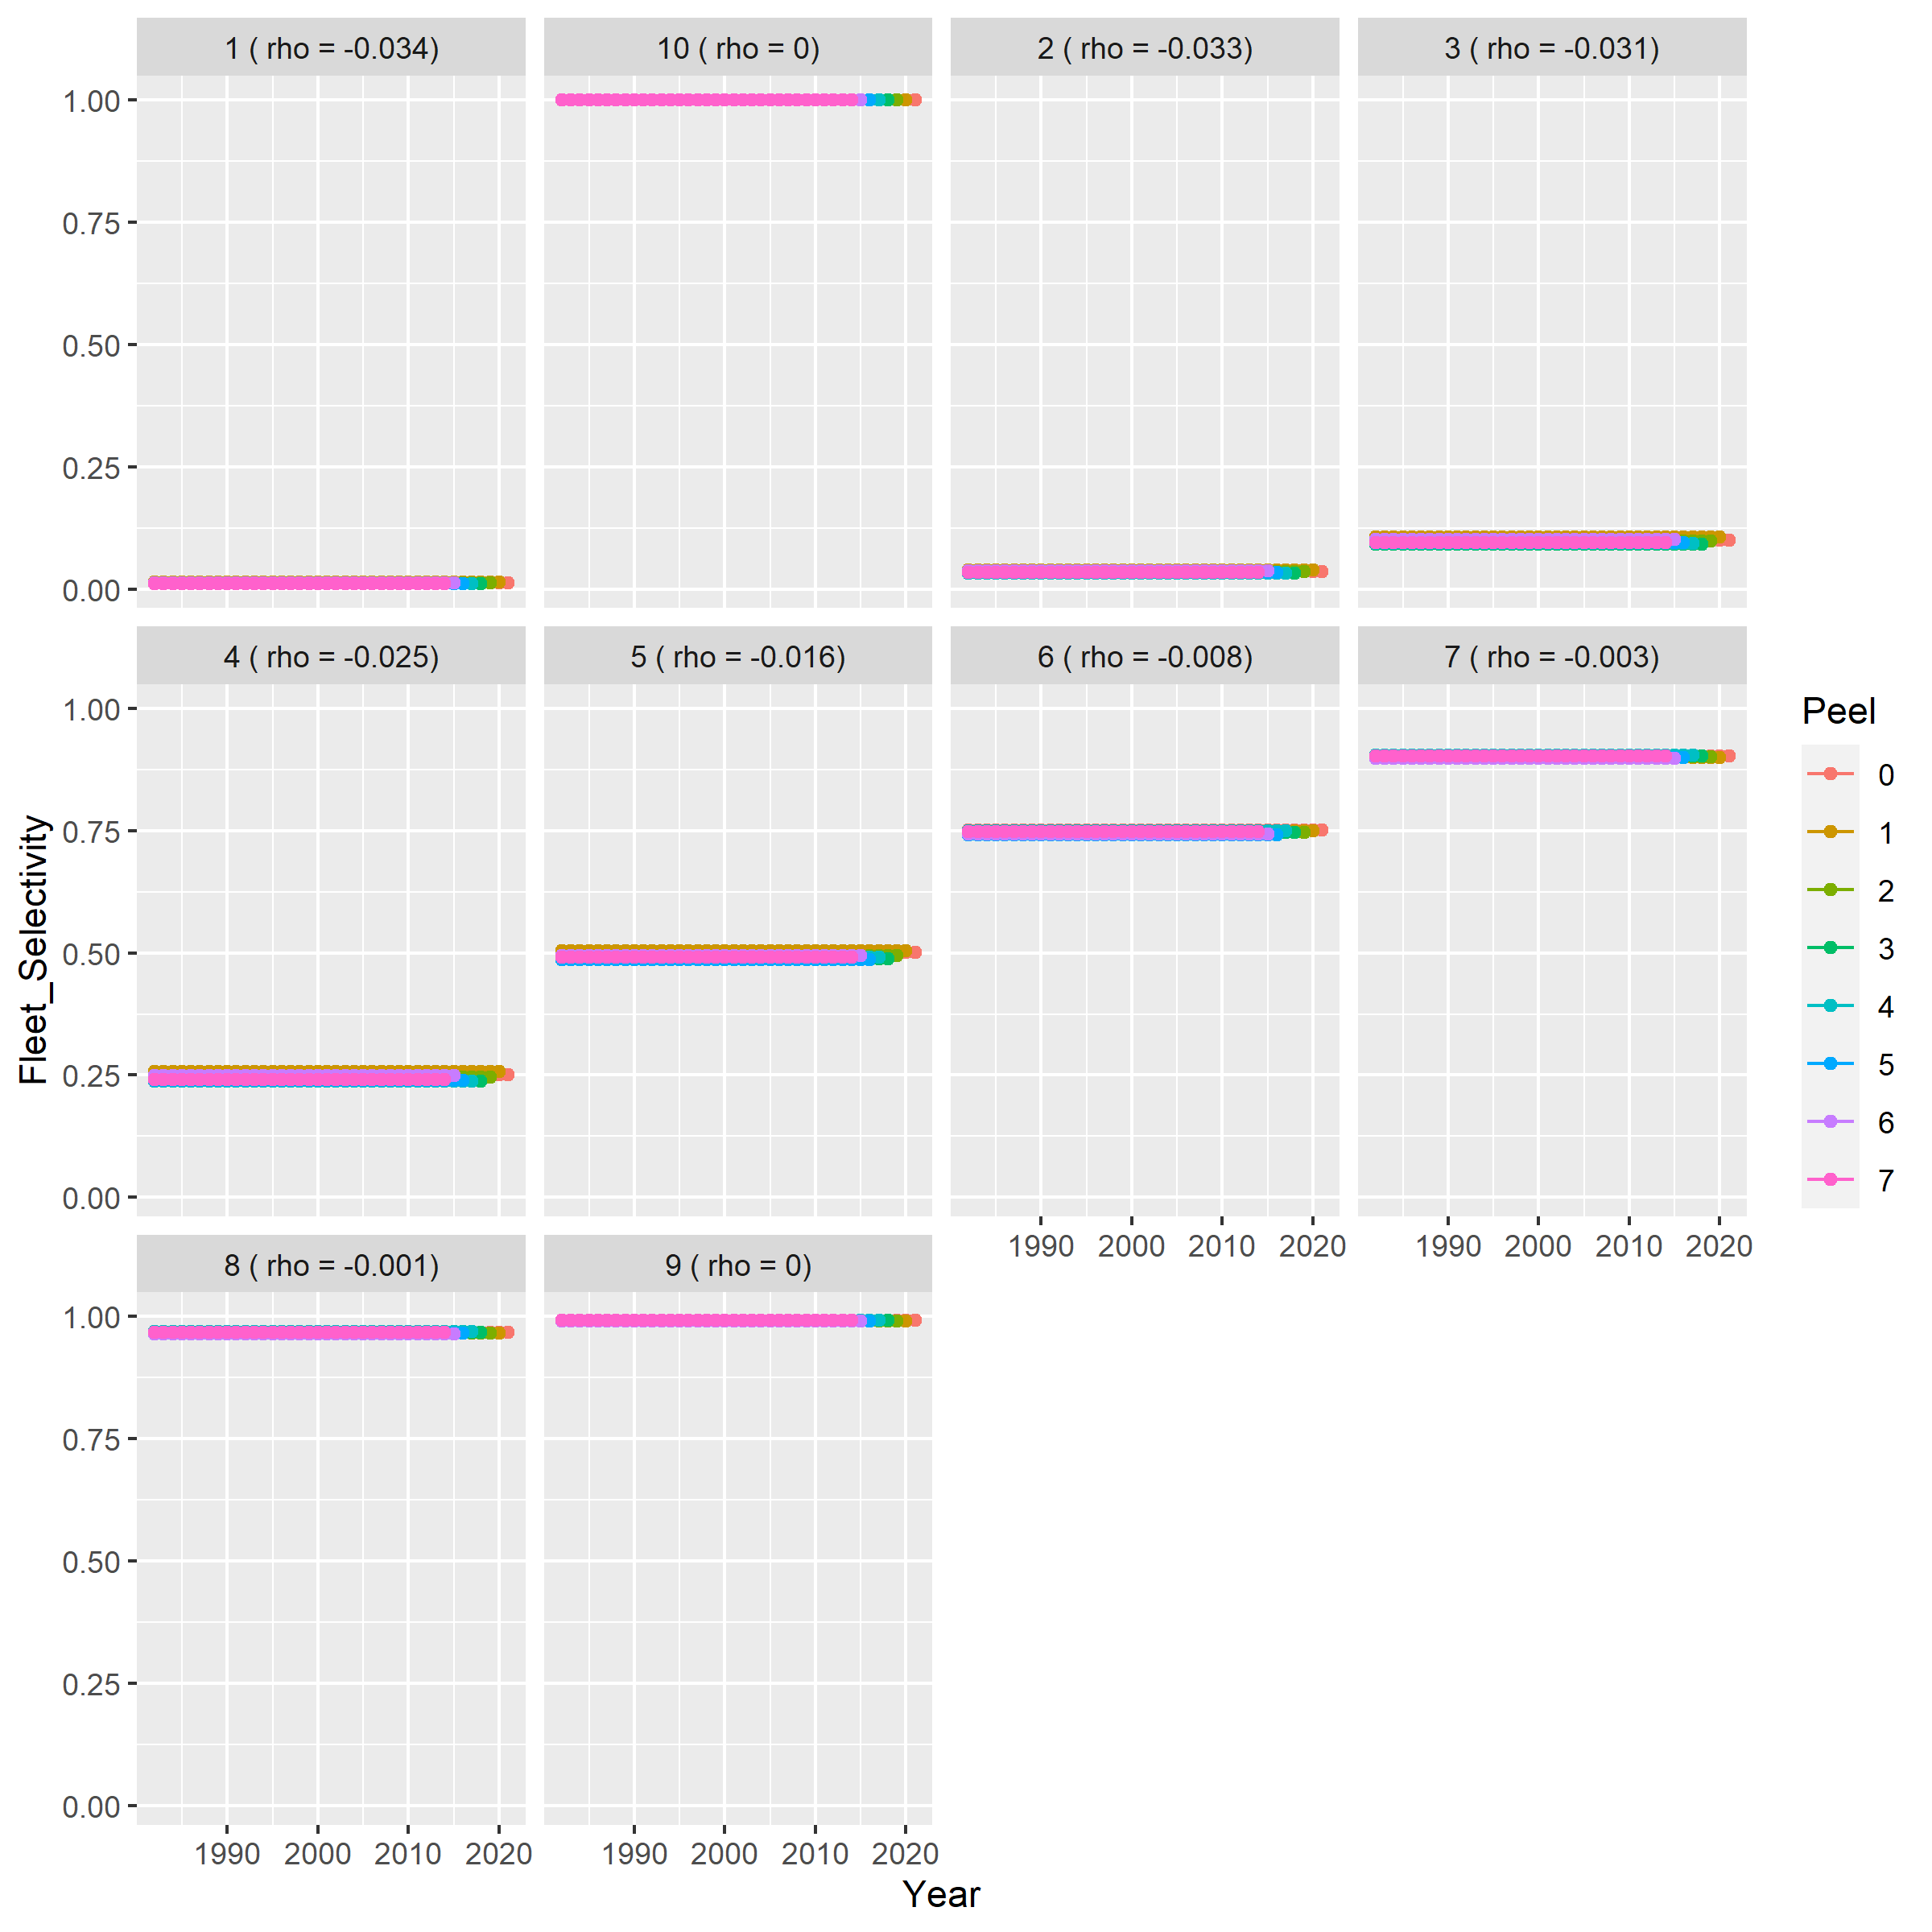 1 ( rho = -0.034)
10 ( rho = 0)
2 ( rho = -0.033)
3 ( rho = -0.031)
1.00
0.75
0.50
0.25
0.00
4 ( rho = -0.025)
5 ( rho = -0.016)
6 ( rho = -0.008)
7 ( rho = -0.003)
1.00
0.75
0.50
0.25
0.00
1990 2000 2010 2020
1990 2000 2010 2020
8 ( rho = -0.001)
9 ( rho = 0)
1.00
0.75
0.50
0.25
0.00
1990 2000 2010 2020
1990 2000 2010 2020
Year
Fleet_Selectivity
Peel
0
1
2
3
4
5
6
7